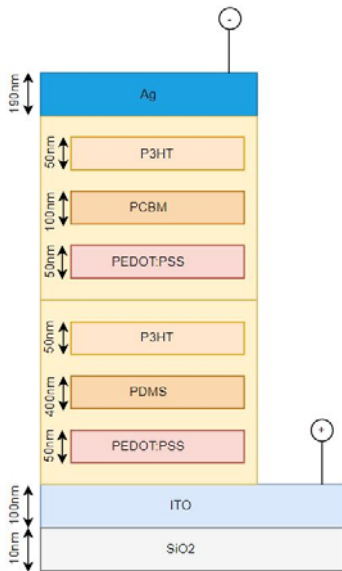 -
190nm
Ag
50nm
P3HT
100nm
PCBM
50nm
PEDOT:PSS
50nm
P3HT
400nm
PDMS
50nm
PEDOT:PSS
+
100nm
ITO
10nm
SiO2